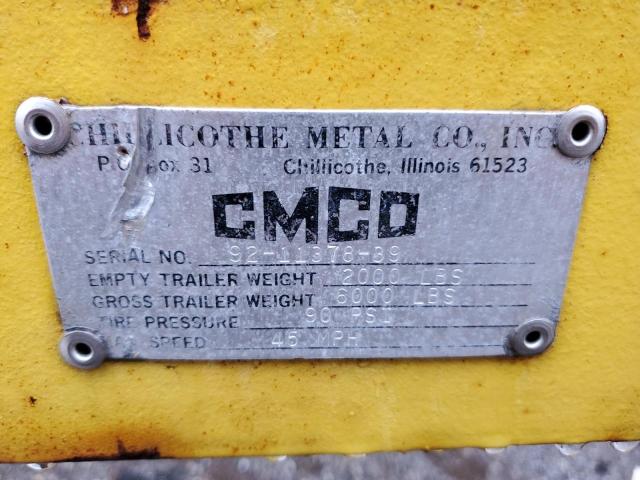 CHILLICOTHE METAL CO., INC.
P.O. Box 31 Chillicothe, Illinois 61523
CMCO
SERIAL NO. 92-11378-89
EMPTY TRAILER WEIGHT 2000 LBS
GROSS TRAILER WEIGHT 6000 LBS
TIRE PRESSURE 90 PSI
SPEED 45 MPH